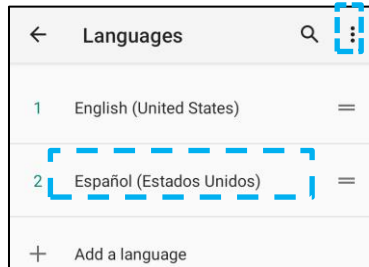 Languages
1 English (United States)
2 Español (Estados Unidos)
Add a language